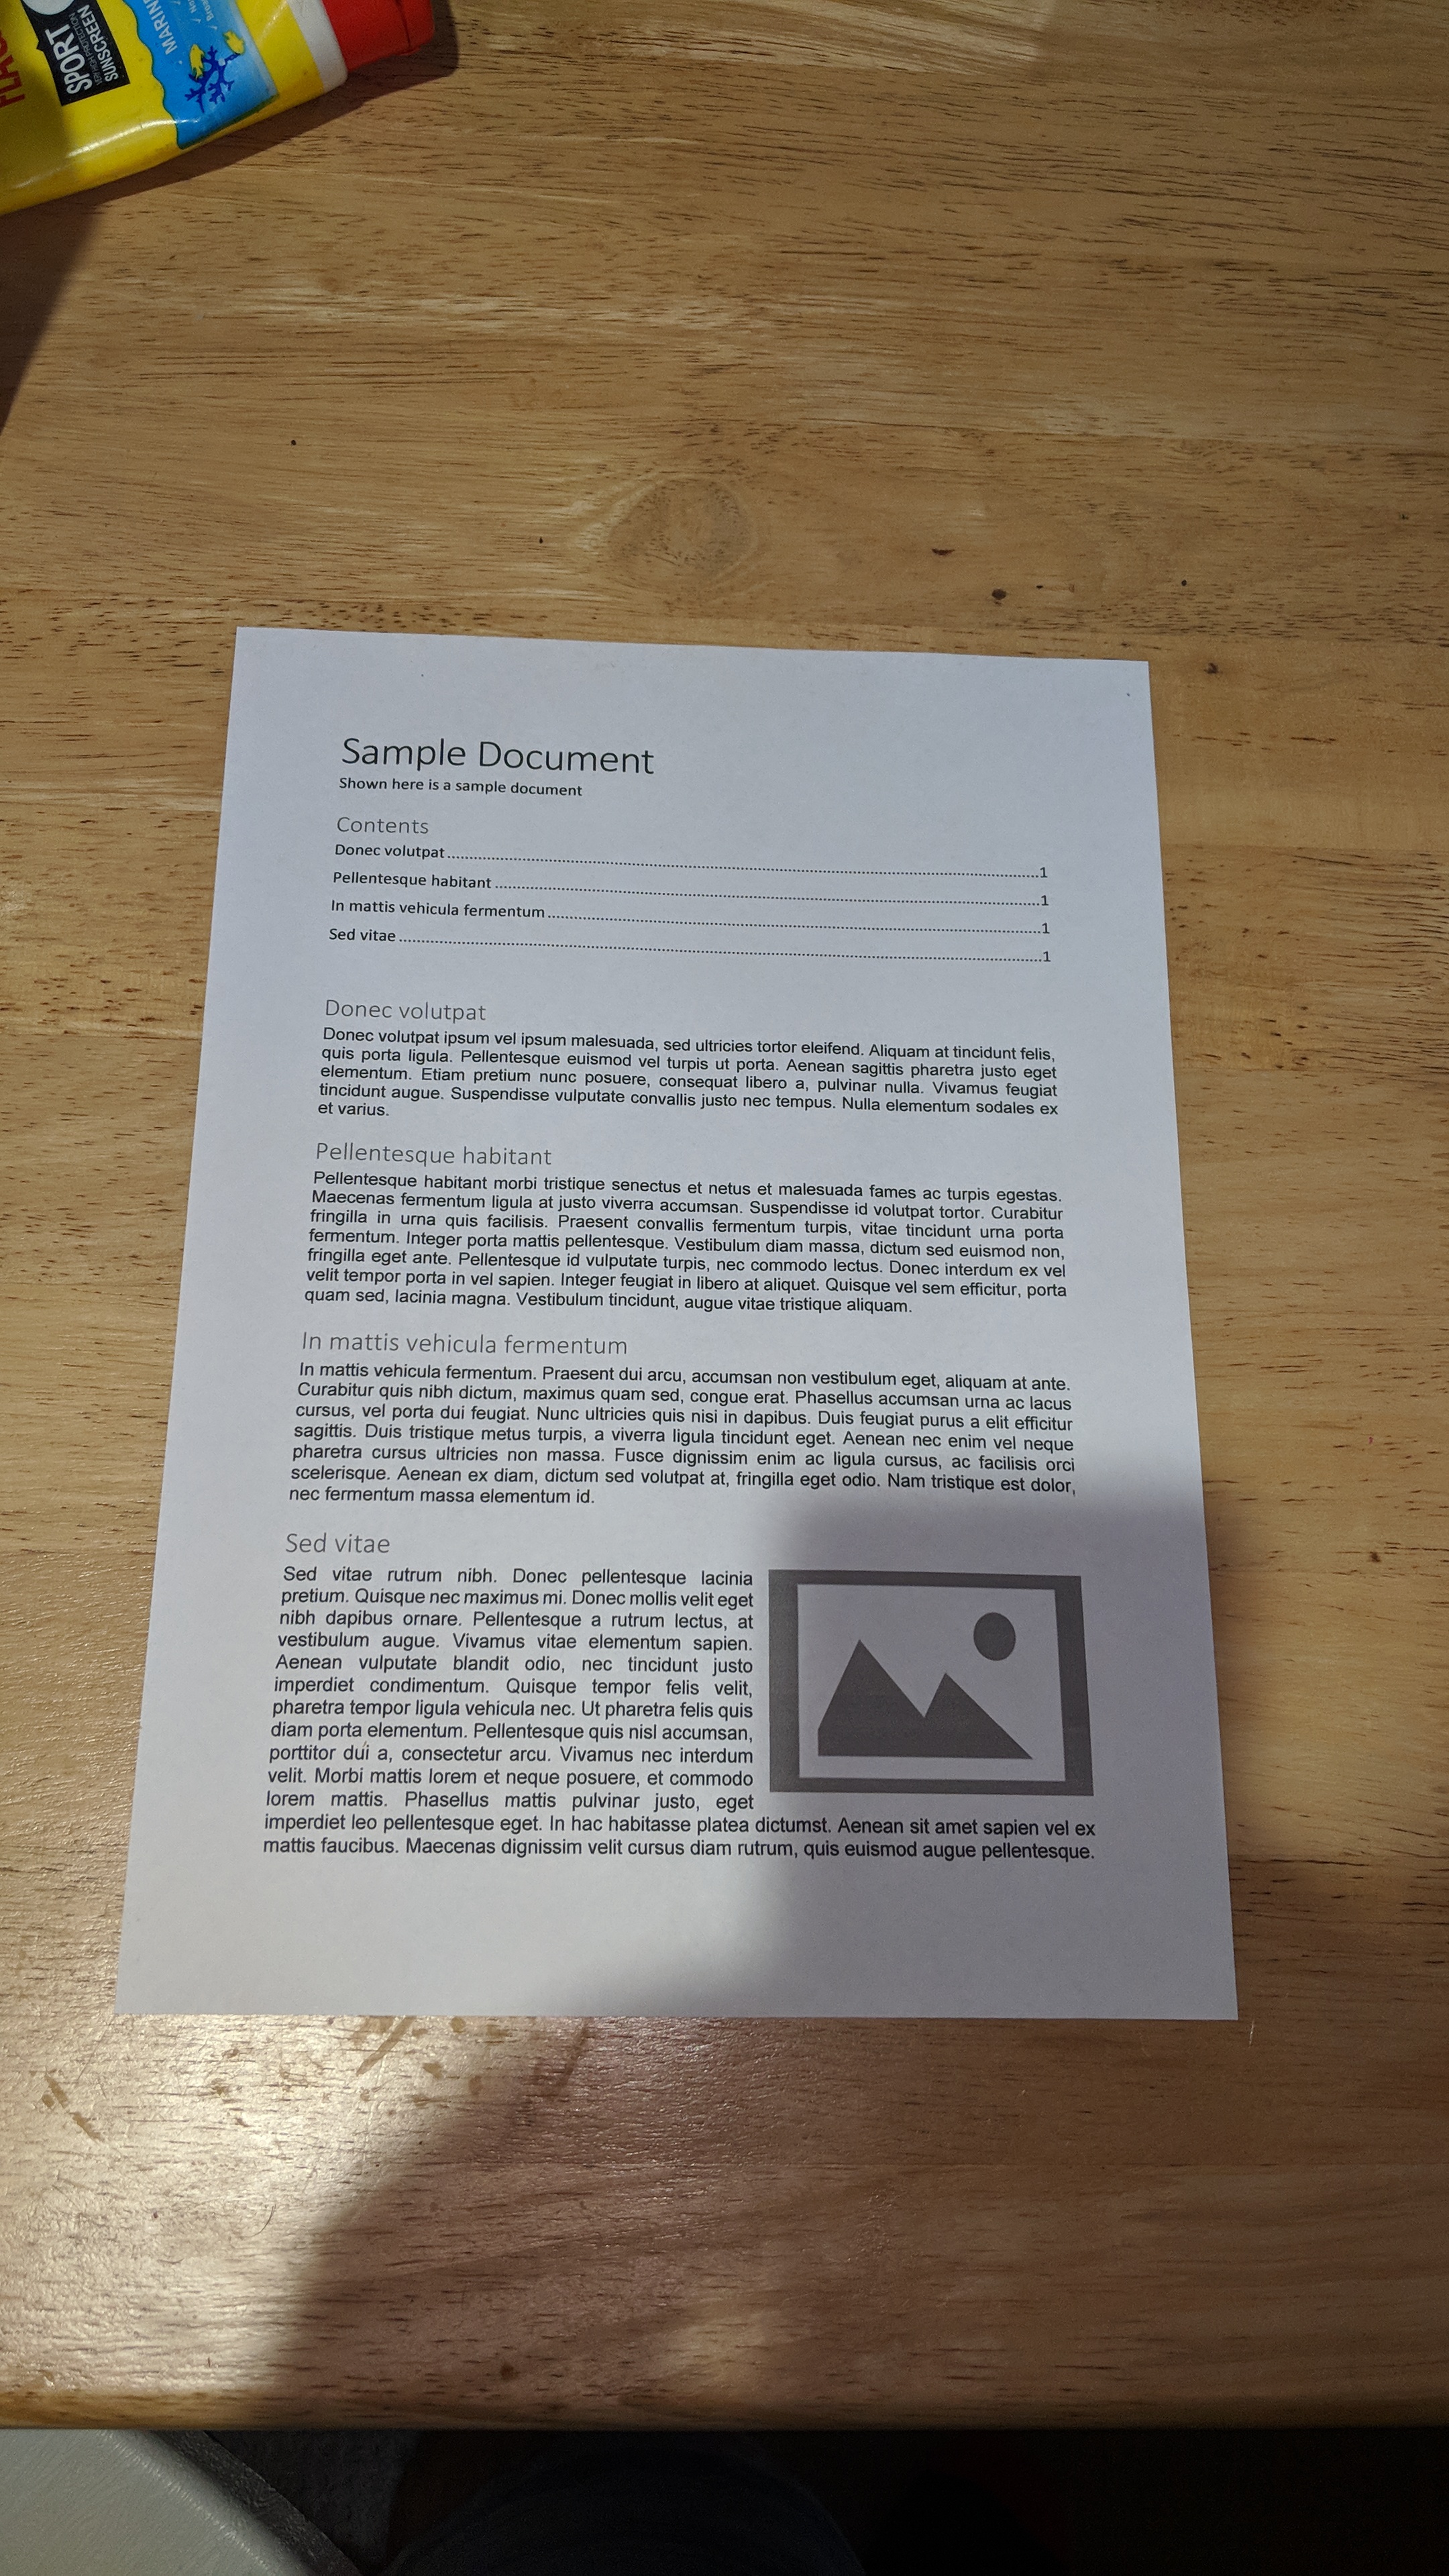 SPORT
SUNSCREEN
Sample Document
Shown here is a sample document
Contents
Donec volutpat....................1
Pellentesque habitant....................1
In mattis vehicula fermentum....................1
Sed vitae....................1
Donec volutpat
Donec volutpat ipsum vel ipsum malesuada, sed ultricies tortor eleifend. Aliquam at tincidunt felis,
quis porta ligula. Pellentesque euismod vel turpis ut porta. Aenean sagittis pharetra justo eget
elementum. Etiam pretium nunc posuere, consequat libero a, pulvinar nulla. Vivamus feugiat
tincidunt augue. Suspendisse vulputate convallis justo nec tempus. Nulla elementum sodales ex
et varius.
Pellentesque habitant
Pellentesque habitant morbi tristique senectus et netus et malesuada fames ac turpis egestas.
Maecenas fermentum ligula at justo viverra accumsan. Suspendisse id volutpat tortor. Curabitur
fringilla in urna quis facilisis. Praesent convallis fermentum turpis, vitae tincidunt urna porta
fermentum. Integer porta mattis pellentesque. Vestibulum diam massa, dictum sed euismod non,
fringilla eget ante. Pellentesque id vulputate turpis, nec commodo lectus. Donec interdum ex vel
velit tempor porta in vel sapien. Integer feugiat in libero at aliquet. Quisque vel sem efficitur, porta
quam sed, lacinia magna. Vestibulum tincidunt, augue vitae tristique aliquam.
In mattis vehicula fermentum
In mattis vehicula fermentum. Praesent dui arcu, accumsan non vestibulum eget, aliquam at ante.
Curabitur quis nibh dictum, maximus quam sed, congue erat. Phasellus accumsan urna ac lacus
cursus, vel porta dui feugiat. Nunc ultricies quis nisi in dapibus. Duis feugiat purus a elit efficitur
sagittis. Duis tristique metus turpis, a viverra ligula tincidunt eget. Aenean nec enim vel neque
pharetra cursus ultricies non massa. Fusce dignissim enim ac ligula cursus, ac facilisis orci
scelerisque. Aenean ex diam, dictum sed volutpat at, fringilla eget odio. Nam tristique est dolor,
nec fermentum massa elementum id.
Sed vitae
Sed vitae rutrum nibh. Donec pellentesque lacinia
pretium. Quisque nec maximus mi. Donec mollis velit eget
nibh dapibus ornare. Pellentesque a rutrum lectus, at
vestibulum augue. Vivamus vitae elementum sapien.
Aenean vulputate blandit odio, nec tincidunt justo
imperdiet condimentum. Quisque tempor felis velit,
pharetra tempor ligula vehicula nec. Ut pharetra felis quis
diam porta elementum. Pellentesque quis nisl accumsan,
porttitor dui a, consectetur arcu. Vivamus nec interdum
velit. Morbi mattis lorem et neque posuere, et commodo
lorem mattis. Phasellus mattis pulvinar justo, eget
imperdiet leo pellentesque eget. In hac habitasse platea dictumst. Aenean sit amet sapien vel ex
mattis faucibus. Maecenas dignissim velit cursus diam rutrum, quis euismod augue pellentesque.